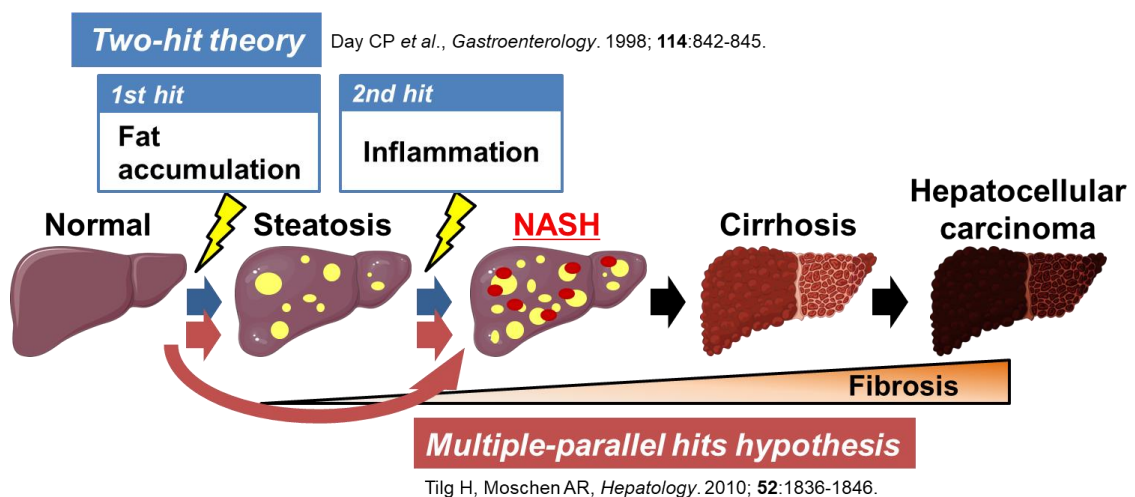 Two-hit theory
Day CP et al., Gastroenterology. 1998; 114:842-845.
1st hit
Fat
accumulation
2nd hit
Inflammation
Normal
Steatosis
NASH
Cirrhosis
Hepatocellular
carcinoma
Fibrosis
Multiple-parallel hits hypothesis
Tilg H, Moschen AR, Hepatology. 2010; 52:1836-1846.